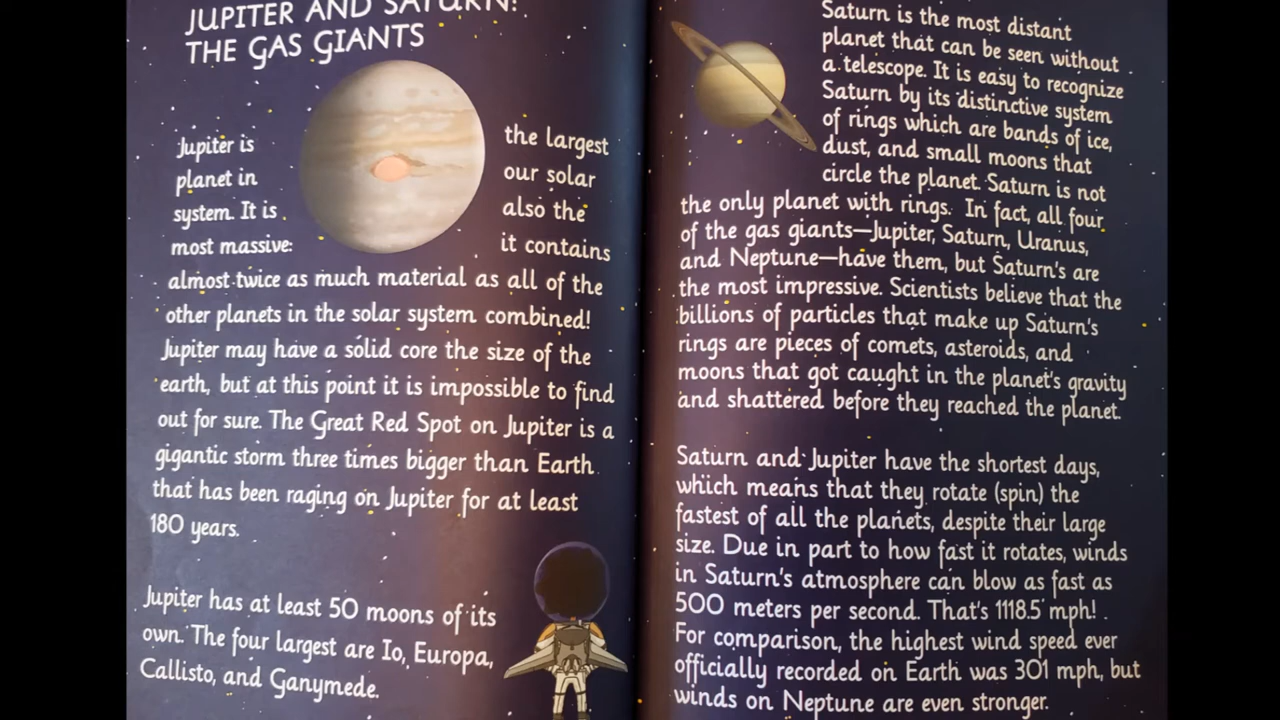 JUPITER AND SATURN:
THE GAS GIANTS
Jupiter is the largest
planet in our solar
system. It is also the
most massive: it contains
almost twice as much material as all of the
other planets in the solar system combined!
Jupiter may have a solid core the size of the
earth, but at this point it is impossible to find
out for sure. The Great Red Spot on Jupiter is a
gigantic storm three times bigger than Earth
that has been raging on Jupiter for at least
180 years.
Jupiter has at least 50 moons of its
own. The four largest are Io, Europa,
Callisto, and Ganymede.
Saturn is the most distant
planet that can be seen without
a telescope. It is easy to recognize
Saturn by its distinctive system
of rings which are bands of ice,
dust, and small moons that
circle the planet. Saturn is not
the only planet with rings. In fact, all four
of the gas giants—Jupiter, Saturn, Uranus,
and Neptune—have them, but Saturn's are
the most impressive. Scientists believe that the
billions of particles that make up Saturn's
rings are pieces of comets, asteroids, and
moons that got caught in the planet's gravity
and shattered before they reached the planet.
Saturn and Jupiter have the shortest days,
which means that they rotate (spin) the
fastest of all the planets, despite their large
size. Due in part to how fast it rotates, winds
in Saturn's atmosphere can blow as fast as
500 meters per second. That's 1118.5 mph!
For comparison, the highest wind speed ever
officially recorded on Earth was 301 mph, but
winds on Neptune are even stronger.